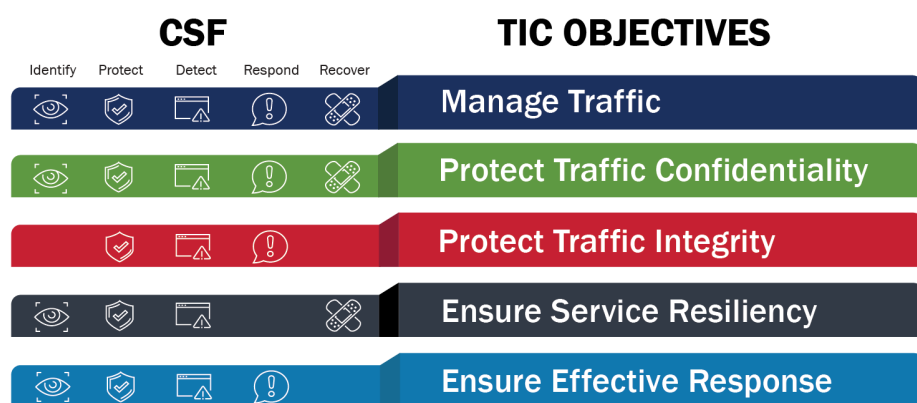 CSF
TIC OBJECTIVES
Identify Protect Detect Respond Recover
Manage Traffic
Protect Traffic Confidentiality
Protect Traffic Integrity
Ensure Service Resiliency
Ensure Effective Response